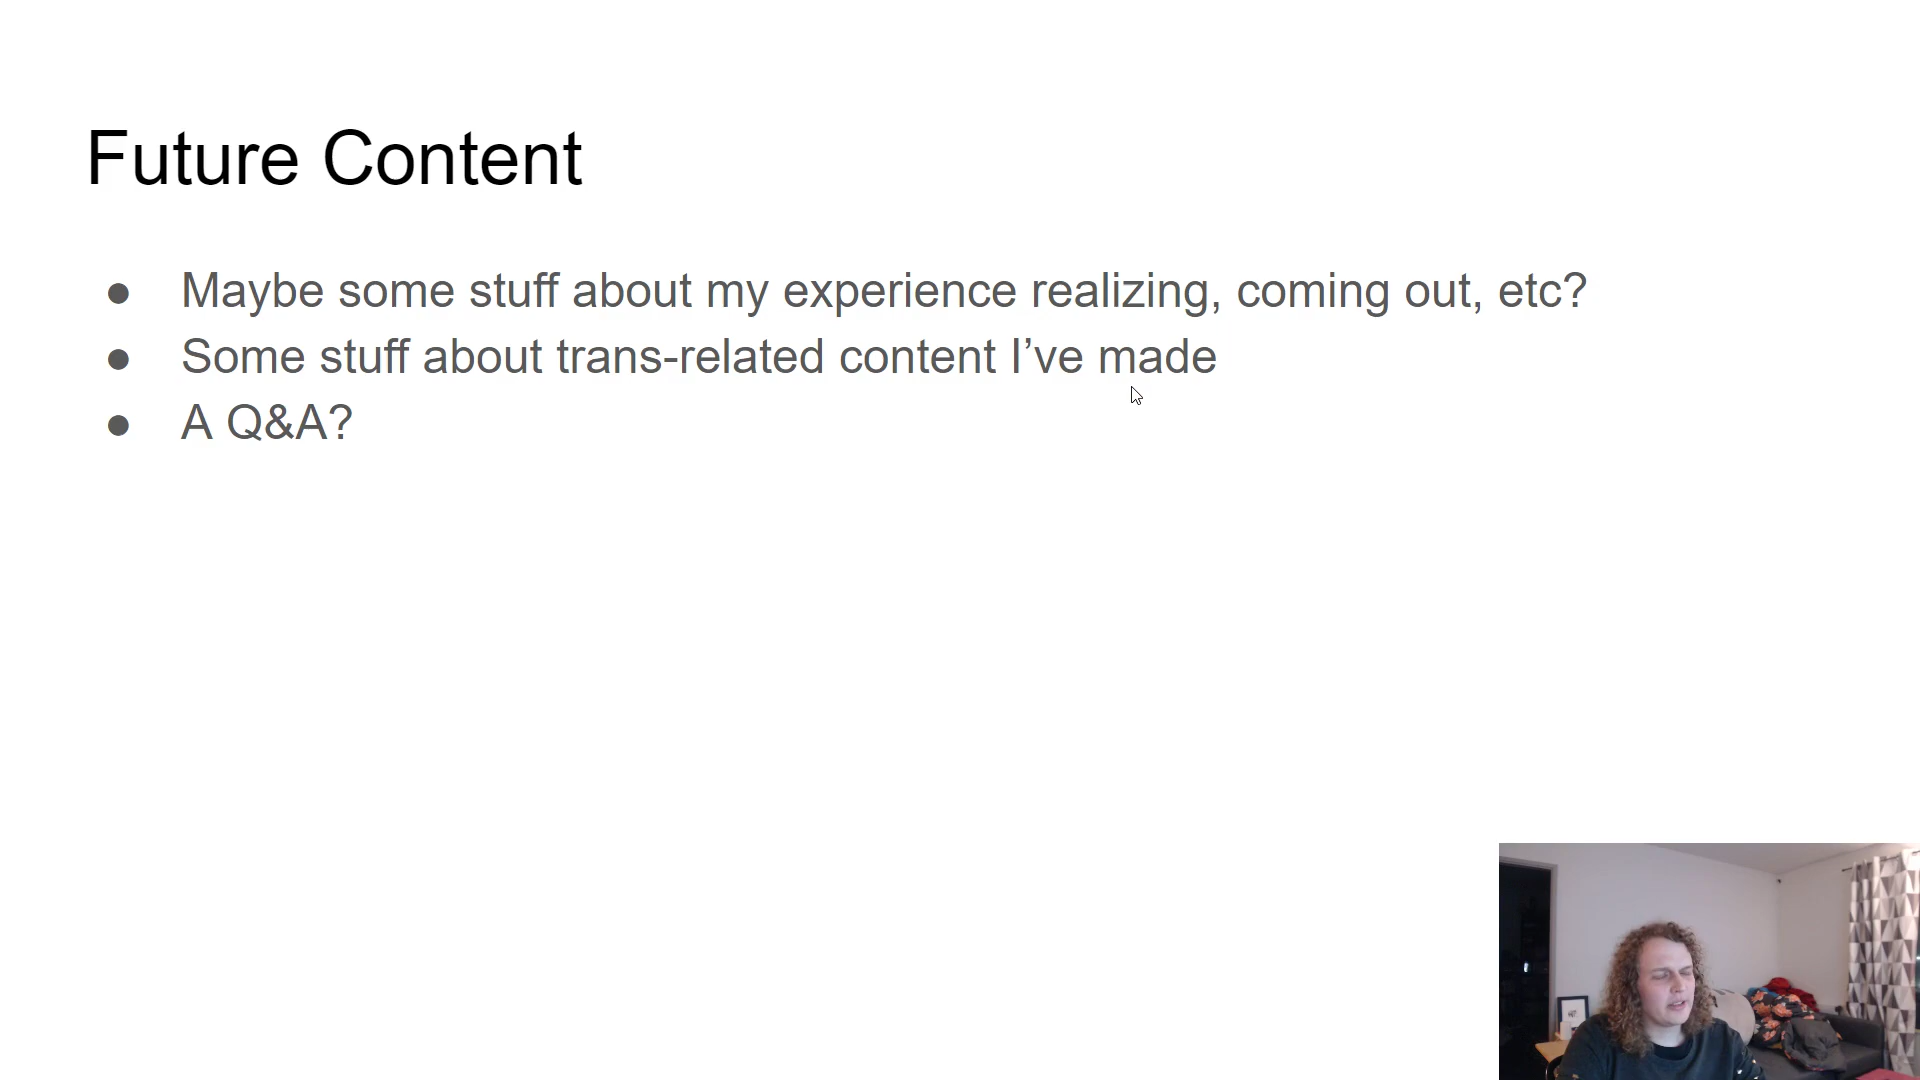 Future Content
● Maybe some stuff about my experience realizing, coming out, etc?
● Some stuff about trans-related content I’ve made
● A Q&A?